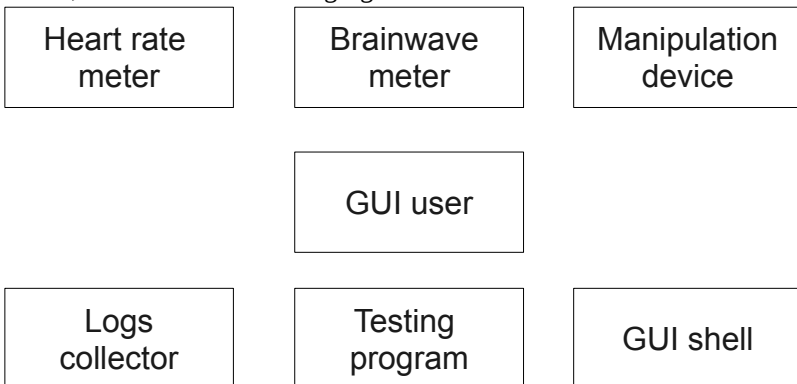 Heart rate
meter
Brainwave
meter
Manipulation
device
GUI user
Logs
collector
Testing
program
GUI shell